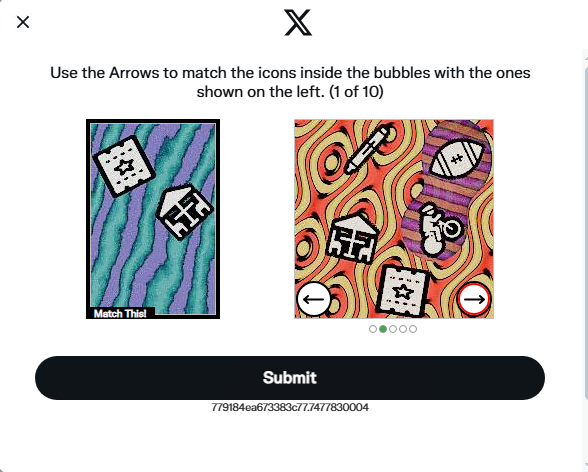 Use the Arrows to match the icons inside the bubbles with the ones
shown on the left. (1 of 10)
Match This!
Submit
779184ea673383c77.7477830004